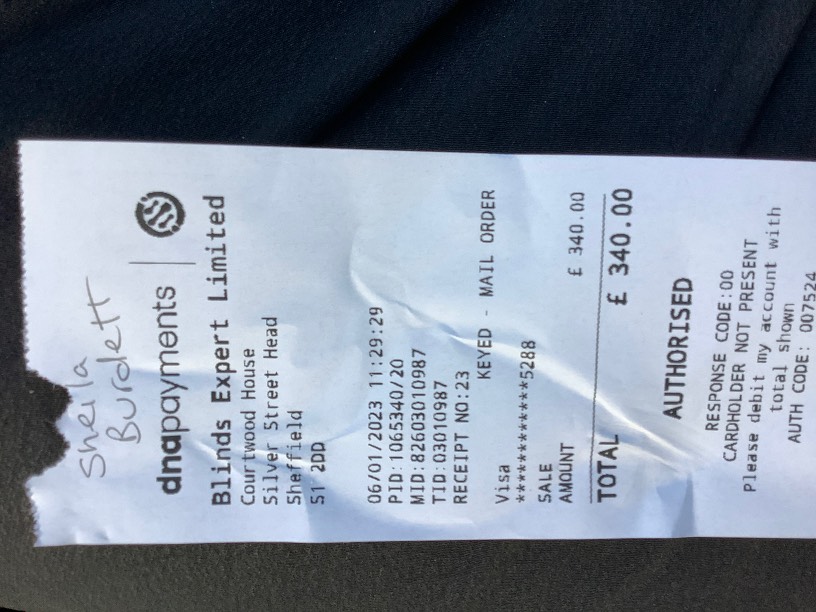 Sheila
Burdett
dnapayments
Blinds Expert Limited
Courtwood House
Silver Street Head
Sheffield
S1 2DD
06/01/2023 11:29:29
PID:1065340/20
MID:82603010987
TID:03010987
RECEIPT NO:23
KEYED - MAIL ORDER
Visa
************5288
SALE
AMOUNT £ 340.00
TOTAL £ 340.00
AUTHORISED
RESPONSE CODE:00
CARDHOLDER NOT PRESENT
Please debit my account with
total shown
AUTH CODE: 007524